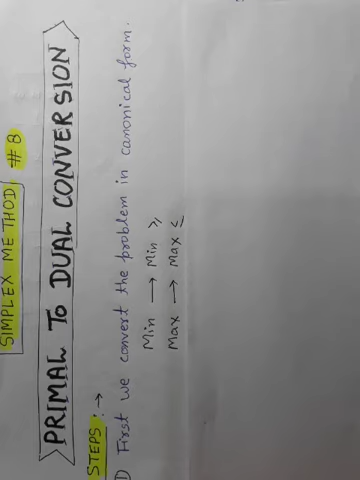 SIMPLEX METHOD #8
PRIMAL TO DUAL CONVERSION
STEPS :→
1) First we convert the problem in canonical form.
Min → Min ≥
Max → Max ≤